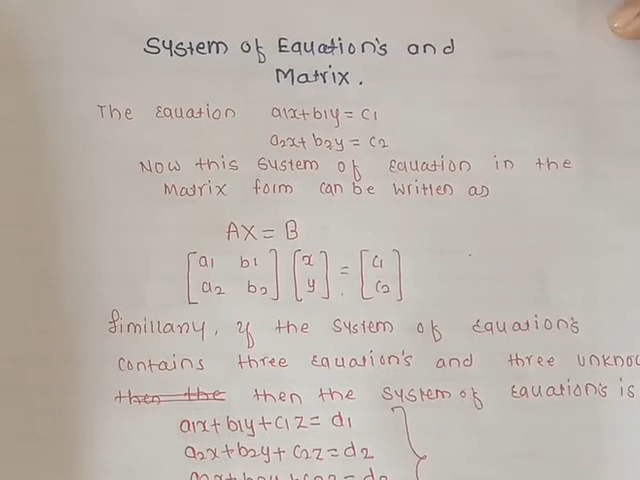 System of Equation's and
Matrix.
The Equation a1x+b1y = c1
a2x+b2y = c2
Now this system of equation in the
Matrix form can be written as
AX = B
[a1 b1] [x] = [c1]
[a2 b2] [y] [c2]
Simillany, if the system of equation's
contains three equation's and three unkno
then the then the system of equation's is
a1x+b1y+c1z = d1
a2x+b2y+c2z = d2